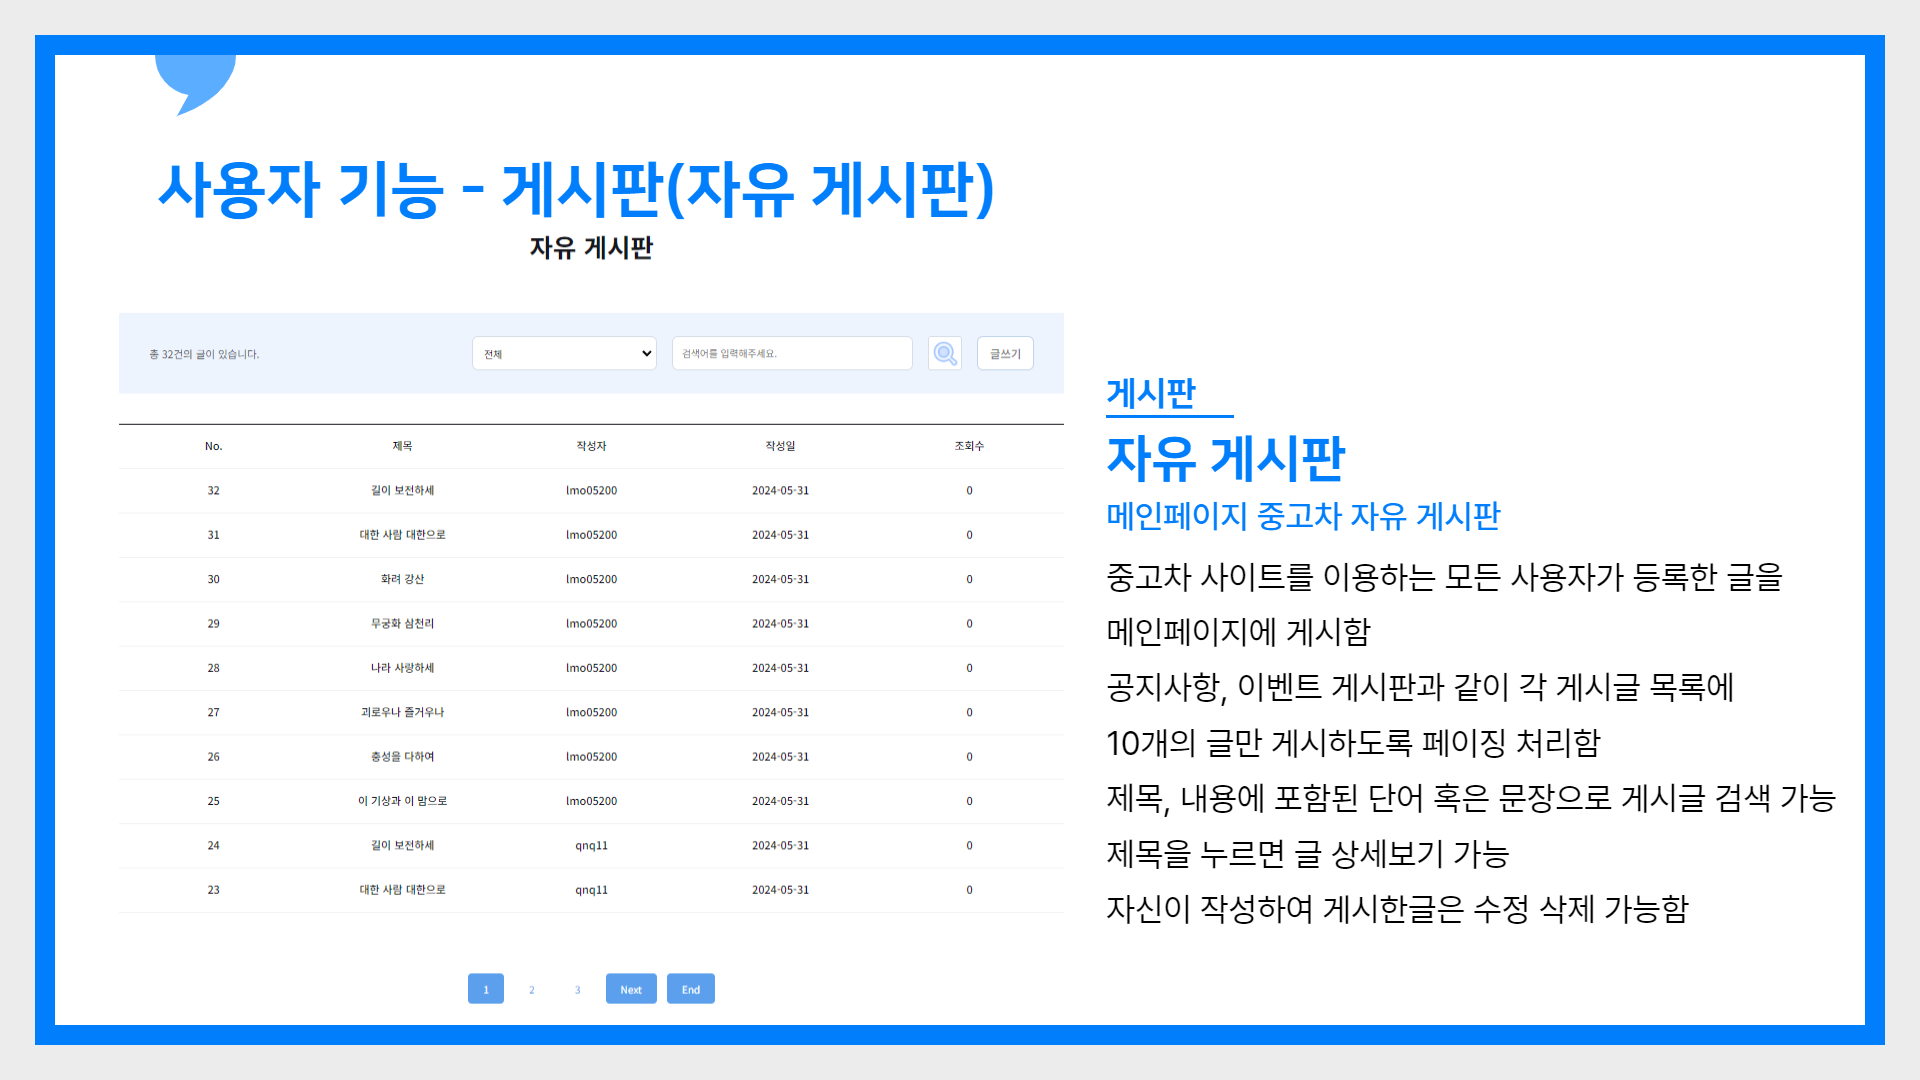 사용자 기능 - 게시판(자유 게시판)
자유 게시판
총 32건의 글이 있습니다.
전체
검색어를 입력해주세요.
글쓰기
No. 제목 작성자 작성일 조회수
32 길이 보전하세 lmo05200 2024-05-31 0
31 대한 사람 대한으로 lmo05200 2024-05-31 0
30 화려 강산 lmo05200 2024-05-31 0
29 무궁화 삼천리 lmo05200 2024-05-31 0
28 나라 사랑하세 lmo05200 2024-05-31 0
27 괴로우나 즐거우나 lmo05200 2024-05-31 0
26 충성을 다하여 lmo05200 2024-05-31 0
25 이 기상과 이 맘으로 lmo05200 2024-05-31 0
24 길이 보전하세 qnq11 2024-05-31 0
23 대한 사람 대한으로 qnq11 2024-05-31 0
1 2 3 Next End
게시판
자유 게시판
메인페이지 중고차 자유 게시판
중고차 사이트를 이용하는 모든 사용자가 등록한 글을
메인페이지에 게시함
공지사항, 이벤트 게시판과 같이 각 게시글 목록에
10개의 글만 게시하도록 페이징 처리함
제목, 내용에 포함된 단어 혹은 문장으로 게시글 검색 가능
제목을 누르면 글 상세보기 가능
자신이 작성하여 게시한글은 수정 삭제 가능함